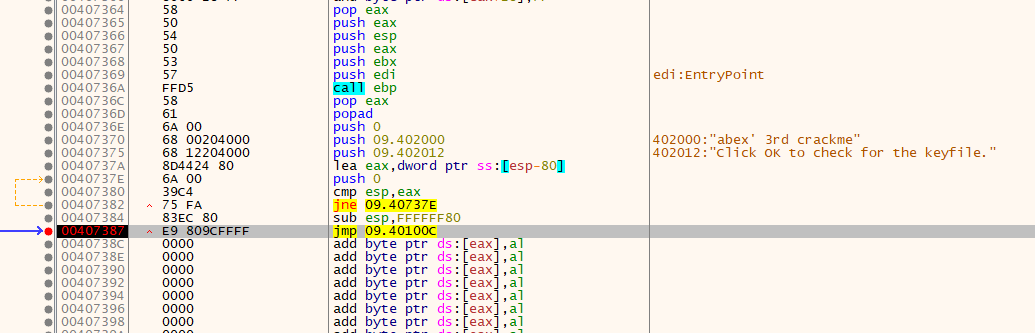 00407364 58 pop eax
00407365 50 push eax
00407366 54 push esp
00407367 50 push eax
00407368 53 push ebx
00407369 57 push edi edi:EntryPoint
0040736A FFD5 call ebp
0040736C 58 pop eax
0040736D 61 popad
0040736E 6A 00 push 0
00407370 68 00204000 push 09.402000 402000:"abex' 3rd crackme"
00407375 68 12204000 push 09.402012 402012:"Click OK to check for the keyfile."
0040737A 8D4424 80 lea eax,dword ptr ss:[esp-80]
0040737E 6A 00 push 0
00407380 39C4 cmp esp,eax
00407382 ^ 75 FA jne 09.40737E
00407384 83EC 80 sub esp,FFFFFF80
00407387 ^ E9 809CFFFF jmp 09.40100C
0040738C 0000 add byte ptr ds:[eax],al
0040738E 0000 add byte ptr ds:[eax],al
00407390 0000 add byte ptr ds:[eax],al
00407392 0000 add byte ptr ds:[eax],al
00407394 0000 add byte ptr ds:[eax],al
00407396 0000 add byte ptr ds:[eax],al
00407398 0000 add byte ptr ds:[eax],al